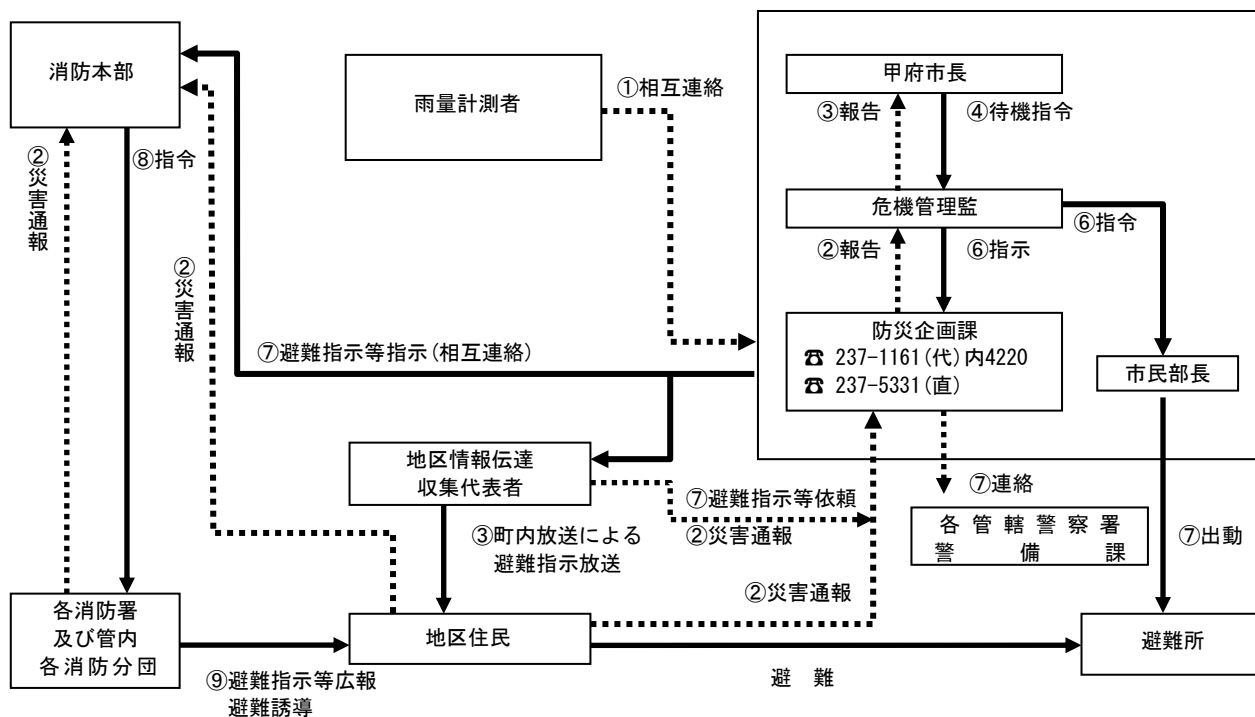 消防本部
雨量計測者
①相互連絡
甲府市長
③報告
④待機指令
②災害通報
⑧指令
危機管理監
⑥指令
②報告
⑥指示
②災害通報
防災企画課
☎ 237-1161(代)内4220
☎ 237-5331(直)
⑦避難指示等指示(相互連絡)
市民部長
地区情報伝達
収集代表者
⑦避難指示等依頼
②災害通報
⑦連絡
各管轄警察署
警備課
⑦出動
③町内放送による
避難指示放送
②災害通報
各消防署
及び管内
各消防分団
地区住民
避難所
⑨避難指示等広報
避難誘導
避 難